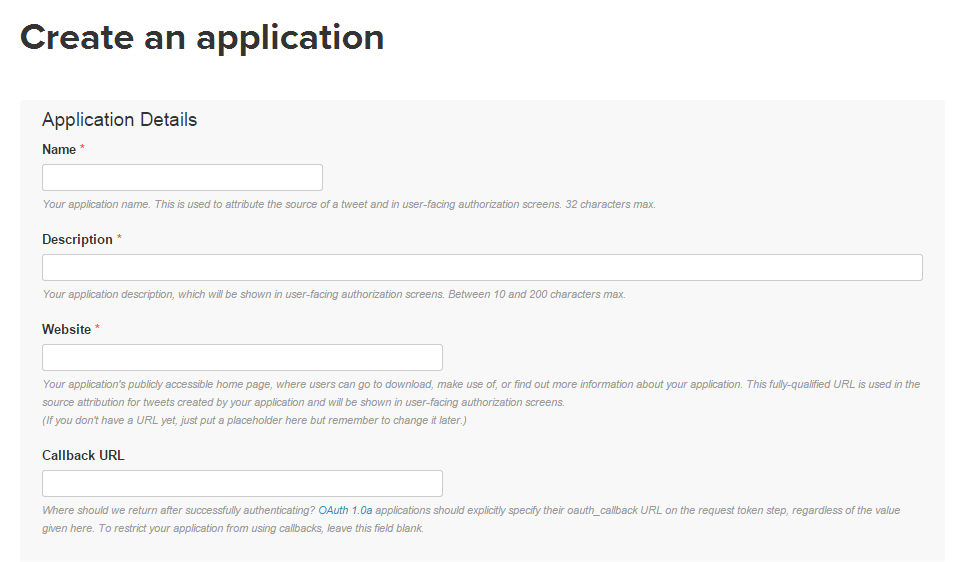 Create an application
Application Details
Name *
Your application name. This is used to attribute the source of a tweet and in user-facing authorization screens. 32 characters max.
Description *
Your application description, which will be shown in user-facing authorization screens. Between 10 and 200 characters max.
Website *
Your application's publicly accessible home page, where users can go to download, make use of, or find out more information about your application. This fully-qualified URL is used in the
source attribution for tweets created by your application and will be shown in user-facing authorization screens.
(If you don't have a URL yet, just put a placeholder here but remember to change it later.)
Callback URL
Where should we return after successfully authenticating? OAuth 1.0a applications should explicitly specify their oauth_callback URL on the request token step, regardless of the value
given here. To restrict your application from using callbacks, leave this field blank.